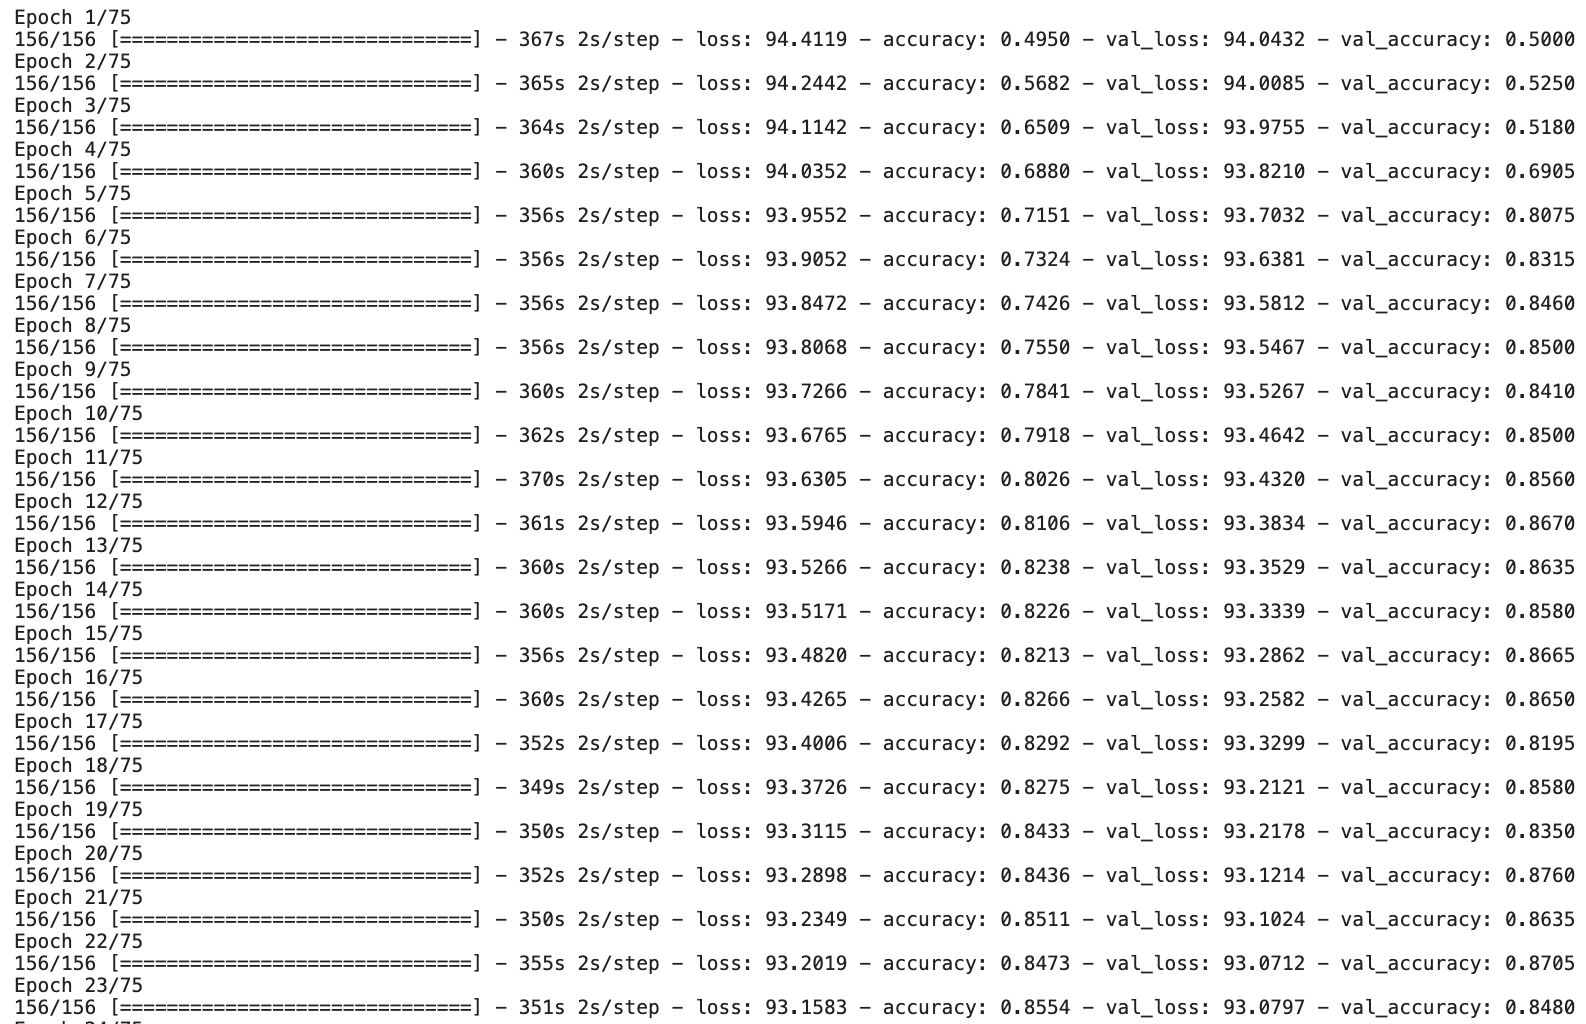 Epoch 1/75
156/156 [==============================] - 367s 2s/step - loss: 94.4119 - accuracy: 0.4950 - val_loss: 94.0432 - val_accuracy: 0.5000
Epoch 2/75
156/156 [==============================] - 365s 2s/step - loss: 94.2442 - accuracy: 0.5682 - val_loss: 94.0085 - val_accuracy: 0.5250
Epoch 3/75
156/156 [==============================] - 364s 2s/step - loss: 94.1142 - accuracy: 0.6509 - val_loss: 93.9755 - val_accuracy: 0.5180
Epoch 4/75
156/156 [==============================] - 360s 2s/step - loss: 94.0352 - accuracy: 0.6880 - val_loss: 93.8210 - val_accuracy: 0.6905
Epoch 5/75
156/156 [==============================] - 356s 2s/step - loss: 93.9552 - accuracy: 0.7151 - val_loss: 93.7032 - val_accuracy: 0.8075
Epoch 6/75
156/156 [==============================] - 356s 2s/step - loss: 93.9052 - accuracy: 0.7324 - val_loss: 93.6381 - val_accuracy: 0.8315
Epoch 7/75
156/156 [==============================] - 356s 2s/step - loss: 93.8472 - accuracy: 0.7426 - val_loss: 93.5812 - val_accuracy: 0.8460
Epoch 8/75
156/156 [==============================] - 356s 2s/step - loss: 93.8068 - accuracy: 0.7550 - val_loss: 93.5467 - val_accuracy: 0.8500
Epoch 9/75
156/156 [==============================] - 360s 2s/step - loss: 93.7266 - accuracy: 0.7841 - val_loss: 93.5267 - val_accuracy: 0.8410
Epoch 10/75
156/156 [==============================] - 362s 2s/step - loss: 93.6765 - accuracy: 0.7918 - val_loss: 93.4642 - val_accuracy: 0.8500
Epoch 11/75
156/156 [==============================] - 370s 2s/step - loss: 93.6305 - accuracy: 0.8026 - val_loss: 93.4320 - val_accuracy: 0.8560
Epoch 12/75
156/156 [==============================] - 361s 2s/step - loss: 93.5946 - accuracy: 0.8106 - val_loss: 93.3834 - val_accuracy: 0.8670
Epoch 13/75
156/156 [==============================] - 360s 2s/step - loss: 93.5266 - accuracy: 0.8238 - val_loss: 93.3529 - val_accuracy: 0.8635
Epoch 14/75
156/156 [==============================] - 360s 2s/step - loss: 93.5171 - accuracy: 0.8226 - val_loss: 93.3339 - val_accuracy: 0.8580
Epoch 15/75
156/156 [==============================] - 356s 2s/step - loss: 93.4820 - accuracy: 0.8213 - val_loss: 93.2862 - val_accuracy: 0.8665
Epoch 16/75
156/156 [==============================] - 360s 2s/step - loss: 93.4265 - accuracy: 0.8266 - val_loss: 93.2582 - val_accuracy: 0.8650
Epoch 17/75
156/156 [==============================] - 352s 2s/step - loss: 93.4006 - accuracy: 0.8292 - val_loss: 93.3299 - val_accuracy: 0.8195
Epoch 18/75
156/156 [==============================] - 349s 2s/step - loss: 93.3726 - accuracy: 0.8275 - val_loss: 93.2121 - val_accuracy: 0.8580
Epoch 19/75
156/156 [==============================] - 350s 2s/step - loss: 93.3115 - accuracy: 0.8433 - val_loss: 93.2178 - val_accuracy: 0.8350
Epoch 20/75
156/156 [==============================] - 352s 2s/step - loss: 93.2898 - accuracy: 0.8436 - val_loss: 93.1214 - val_accuracy: 0.8760
Epoch 21/75
156/156 [==============================] - 350s 2s/step - loss: 93.2349 - accuracy: 0.8511 - val_loss: 93.1024 - val_accuracy: 0.8635
Epoch 22/75
156/156 [==============================] - 355s 2s/step - loss: 93.2019 - accuracy: 0.8473 - val_loss: 93.0712 - val_accuracy: 0.8705
Epoch 23/75
156/156 [==============================] - 351s 2s/step - loss: 93.1583 - accuracy: 0.8554 - val_loss: 93.0797 - val_accuracy: 0.8480